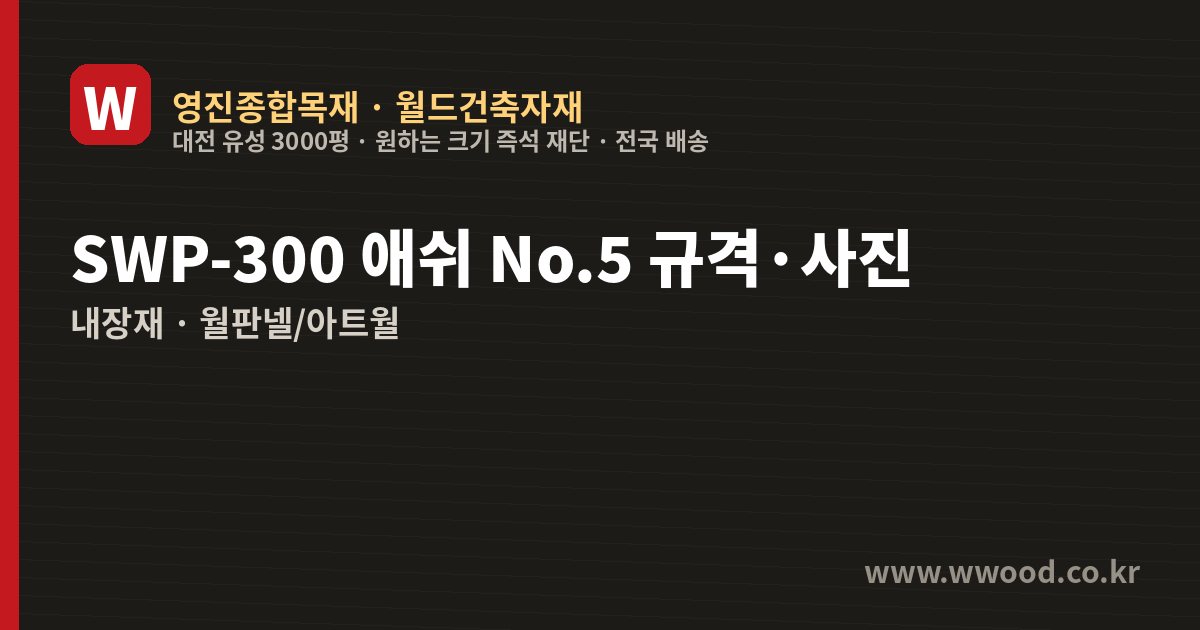 W
영진종합목재 · 월드건축자재
대전 유성 3000평 · 원하는 크기 즉석 재단 · 전국 배송
SWP-300 애쉬 No.5 규격·사진
내장재 · 월판넬/아트월
www.wwood.co.kr